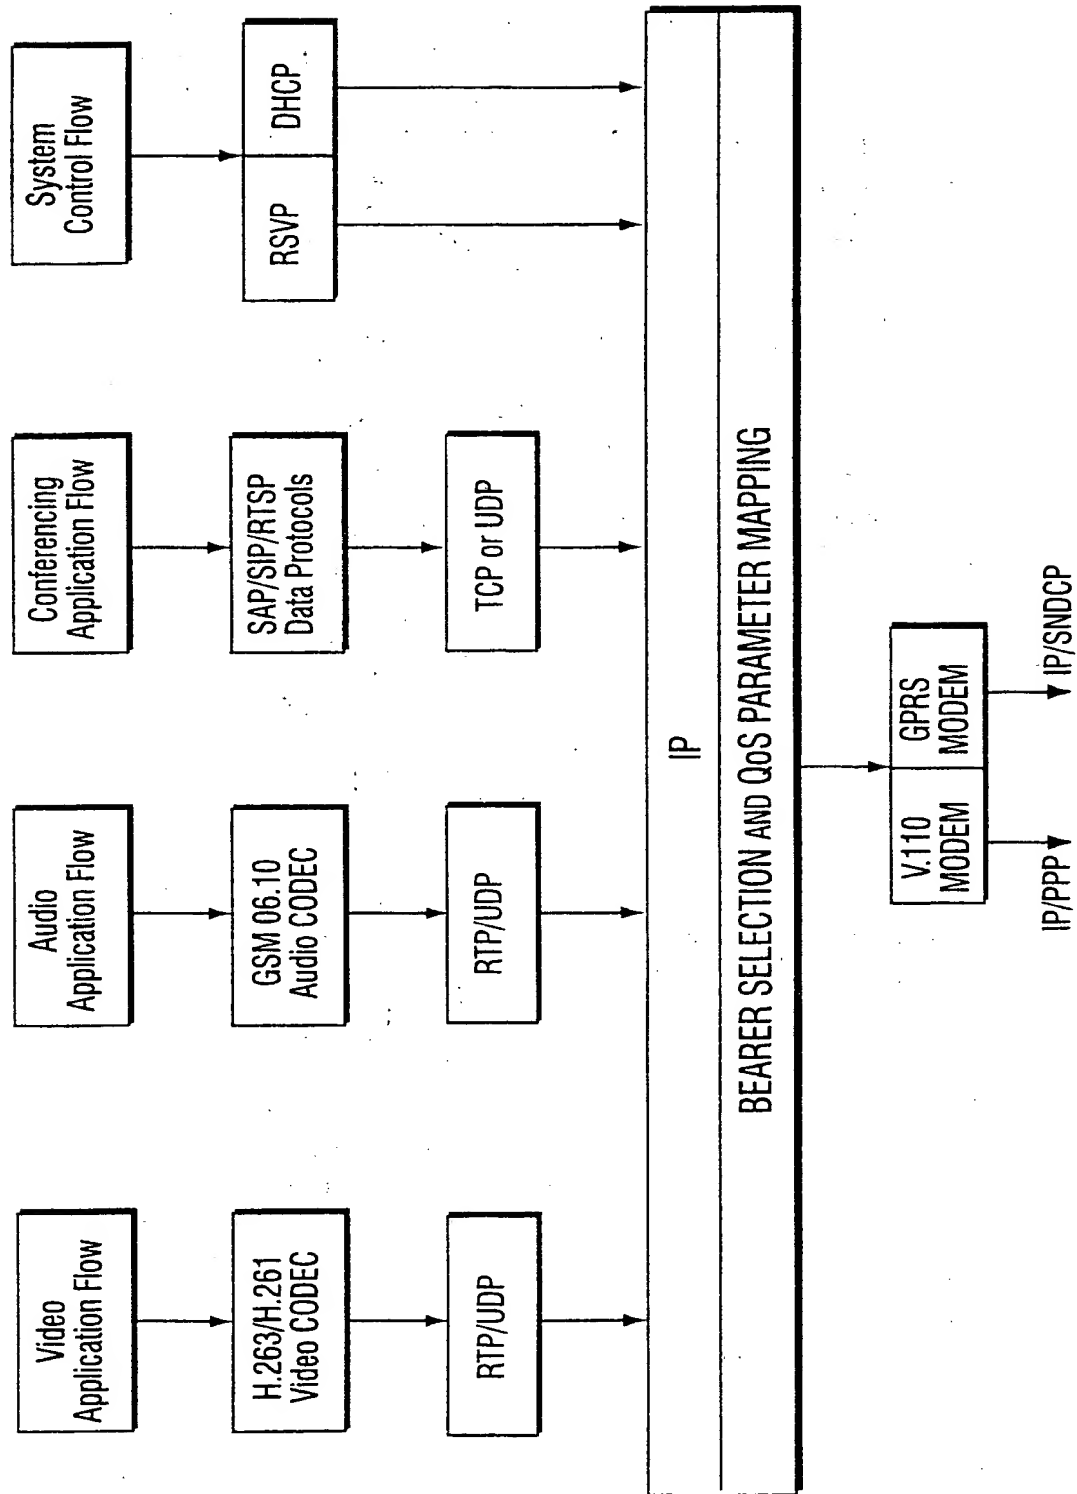 Video
Application Flow
Audio
Application Flow
Conferencing
Application Flow
System
Control Flow
H.263/H.261
Video CODEC
GSM 06.10
Audio CODEC
SAP/SIP/RTSP
Data Protocols
RSVP
DHCP
RTP/UDP
RTP/UDP
TCP or UDP
IP
BEARER SELECTION AND QoS PARAMETER MAPPING
V.110
MODEM
GPRS
MODEM
IP/PPP
IP/SNDCP